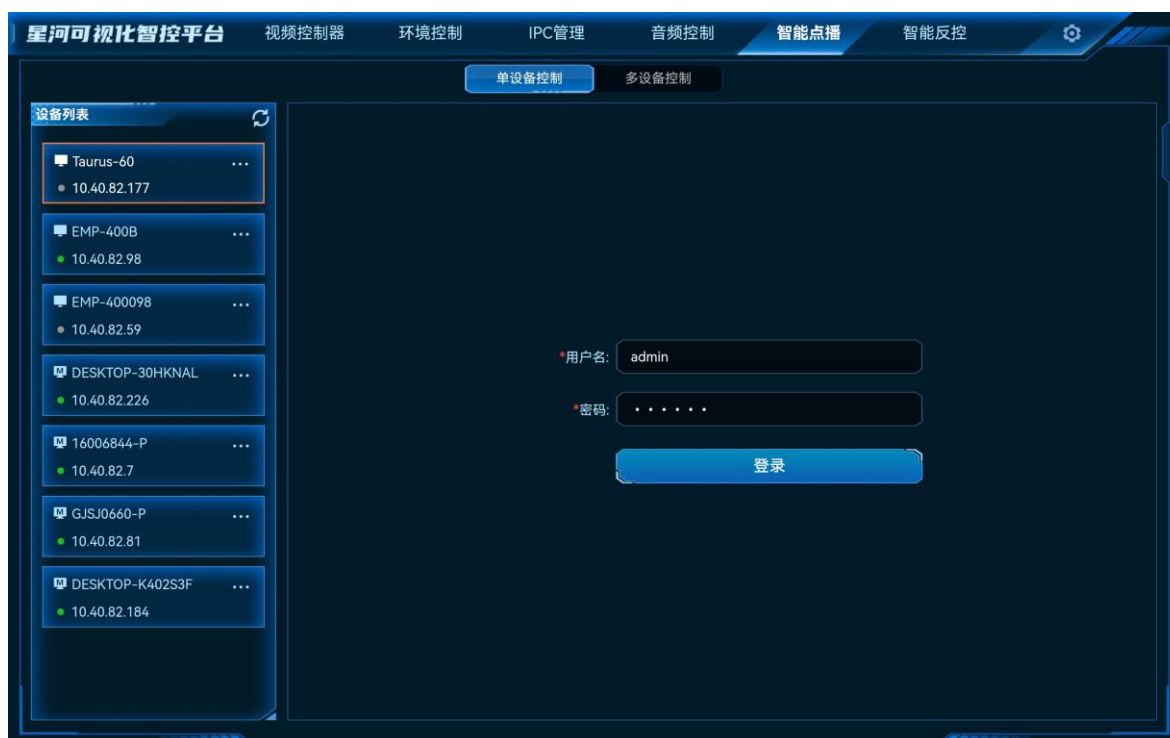 星河可视化智控平台 视频控制器 环境控制 IPC管理 音频控制 智能点播 智能反控
单设备控制 多设备控制
设备列表
Taurus-60
10.40.82.177
EMP-400B
10.40.82.98
EMP-400098
10.40.82.59
DESKTOP-30HKNAL
10.40.82.226
16006844-P
10.40.82.7
GJSJ0660-P
10.40.82.81
DESKTOP-K402S3F
10.40.82.184
*用户名: admin
*密码: ······
登录